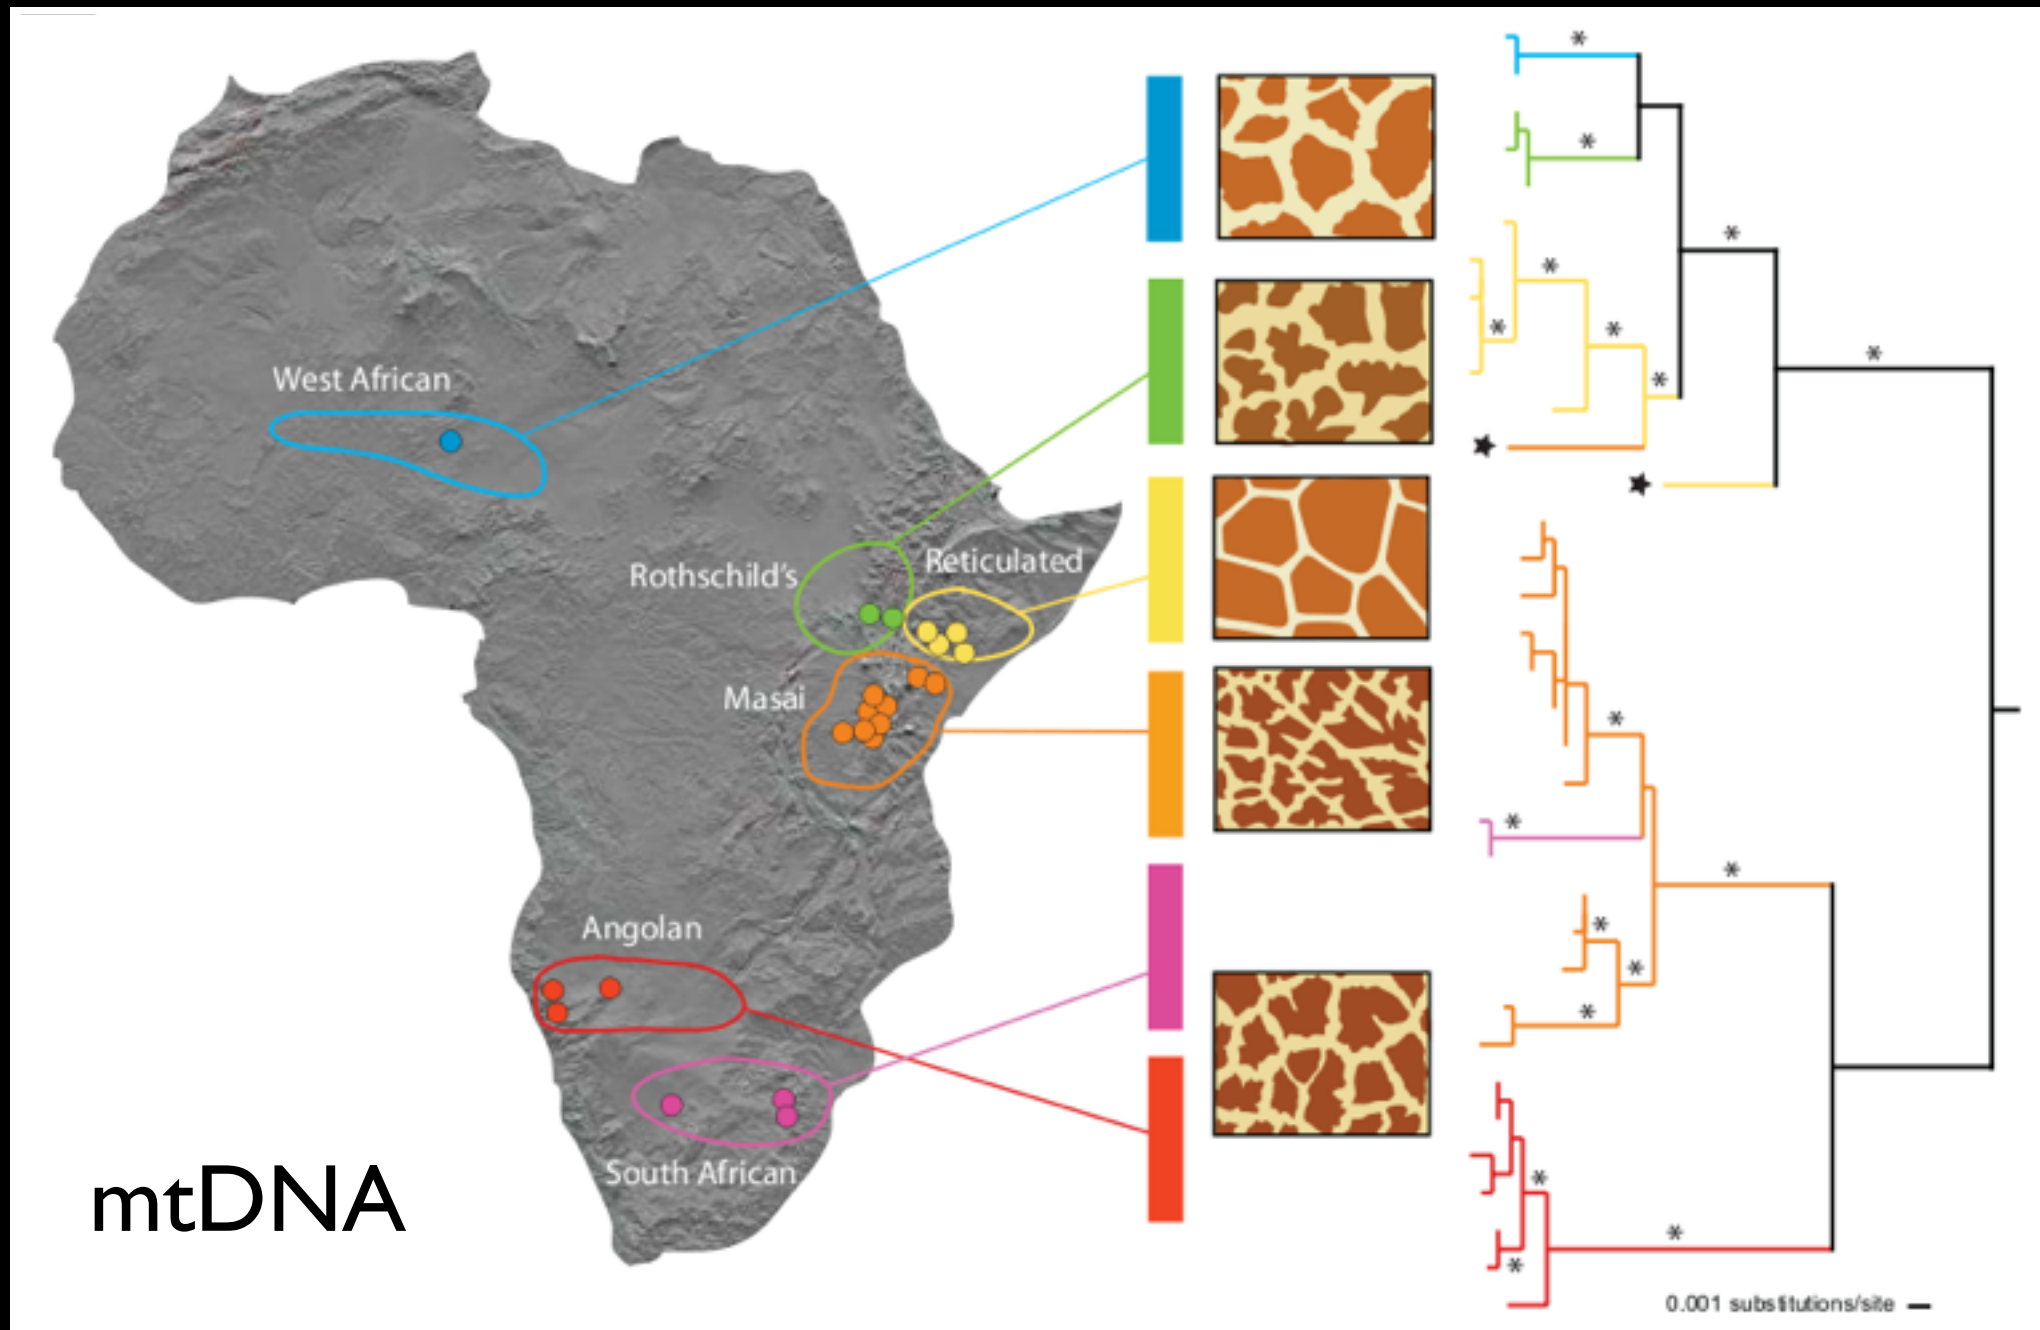 West African
Rothschild's
Reticulated
Masai
Angolan
South African
mtDNA
0.001 substitutions/site